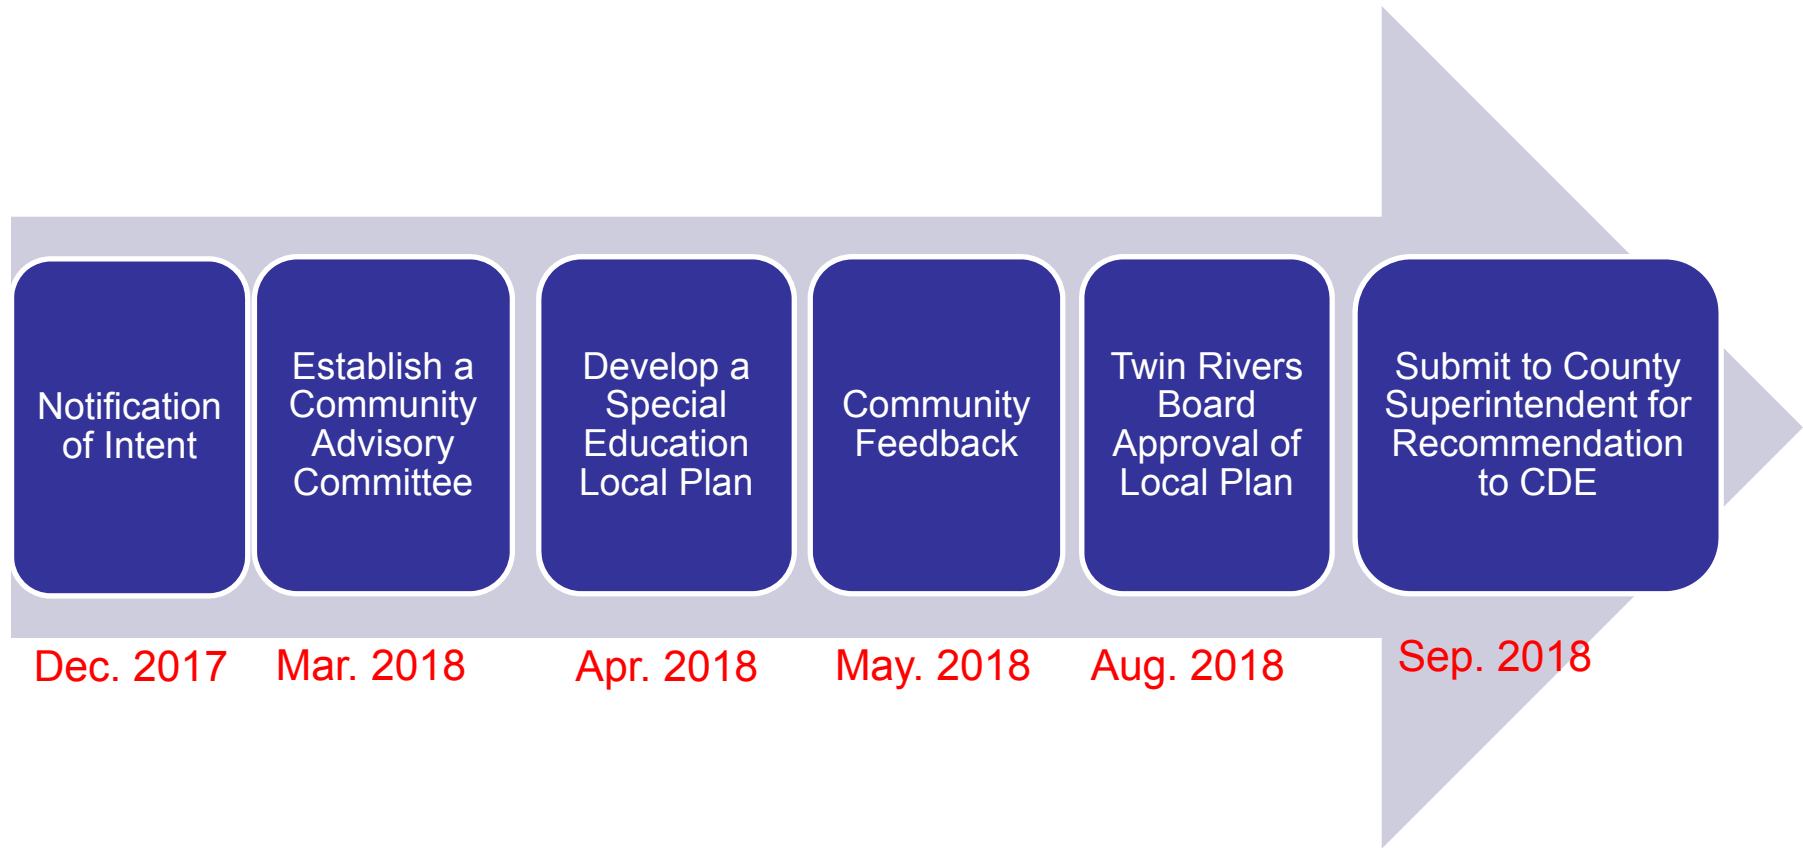 Notification
of Intent
Establish a
Community
Advisory
Committee
Develop a
Special
Education
Local Plan
Community
Feedback
Twin Rivers
Board
Approval of
Local Plan
Submit to County
Superintendent for
Recommendation
to CDE
Dec. 2017
Mar. 2018
Apr. 2018
May. 2018
Aug. 2018
Sep. 2018